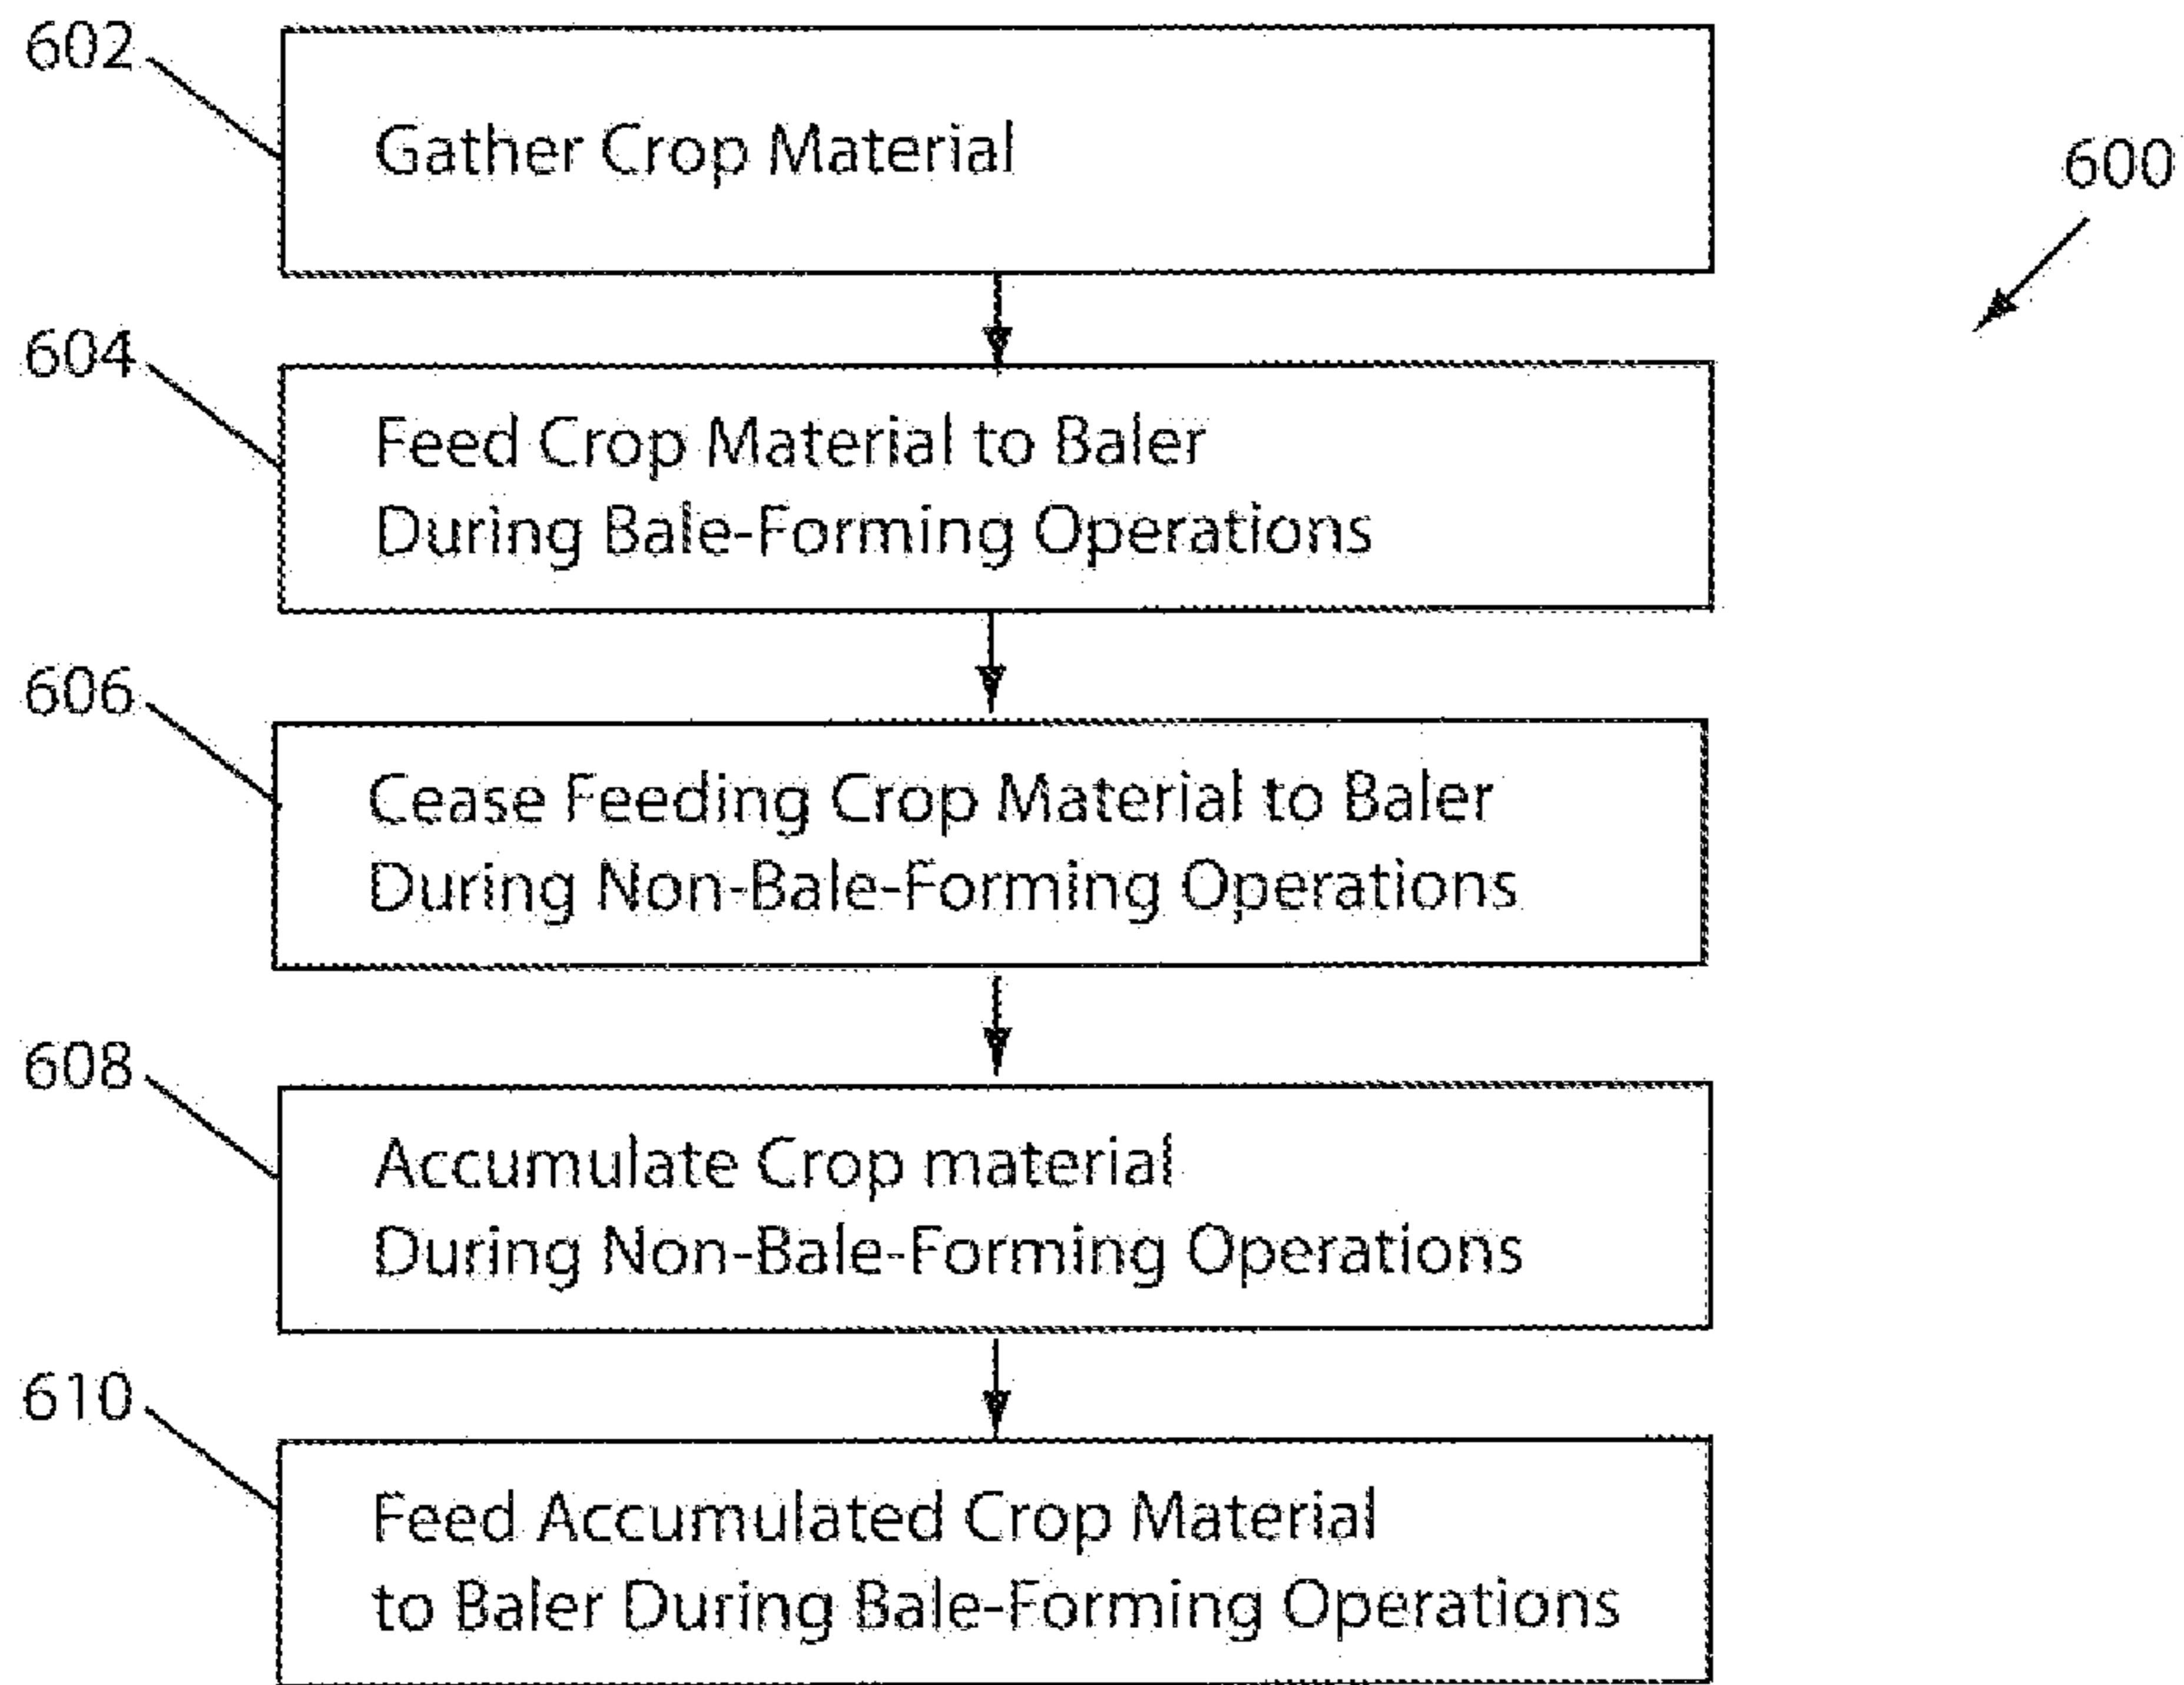 602
Gather Crop Material
600
604
Feed Crop Material to Baler
During Bale-Forming Operations
606
Cease Feeding Crop Material to Baler
During Non-Bale-Forming Operations
608
Accumulate Crop material
During Non-Bale-Forming Operations
610
Feed Accumulated Crop Material
to Baler During Bale-Forming Operations